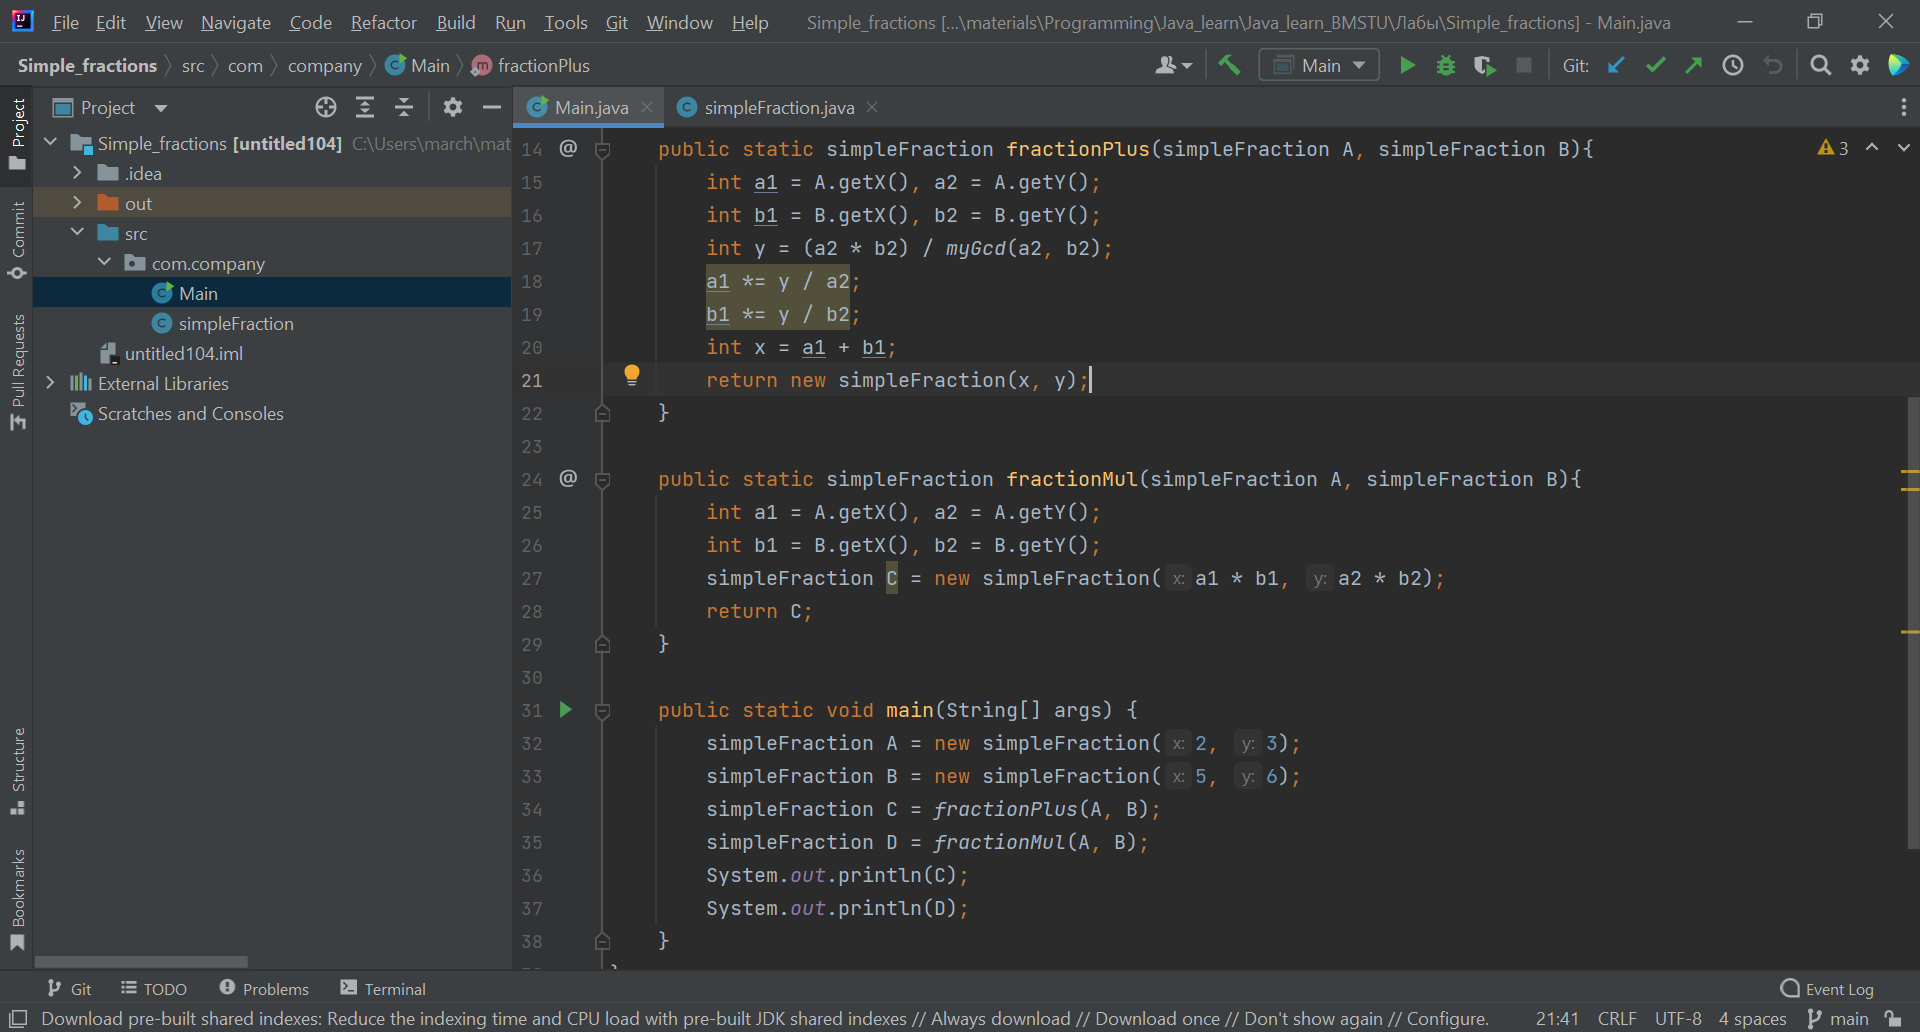 File Edit View Navigate Code Refactor Build Run Tools Git Window Help Simple_fractions [...\materials\Programming\Java_learn\Java_learn_BMSTU\Лабы\Simple_fractions] - Main.java
Simple_fractions src com company Main fractionPlus Main Git:
Project
Main.java simpleFraction.java
Simple_fractions [untitled104] C:\Users\march\mat
.idea
out
src
com.company
Main
simpleFraction
untitled104.iml
External Libraries
Scratches and Consoles
Project
Commit
Pull Requests
Structure
Bookmarks
3
14 @ public static simpleFraction fractionPlus(simpleFraction A, simpleFraction B){
15 int a1 = A.getX(), a2 = A.getY();
16 int b1 = B.getX(), b2 = B.getY();
17 int y = (a2 * b2) / myGcd(a2, b2);
18 a1 *= y / a2;
19 b1 *= y / b2;
20 int x = a1 + b1;
21 return new simpleFraction(x, y);
22 }
23
24 @ public static simpleFraction fractionMul(simpleFraction A, simpleFraction B){
25 int a1 = A.getX(), a2 = A.getY();
26 int b1 = B.getX(), b2 = B.getY();
27 simpleFraction C = new simpleFraction( x: a1 * b1, y: a2 * b2);
28 return C;
29 }
30
31 public static void main(String[] args) {
32 simpleFraction A = new simpleFraction( x: 2, y: 3);
33 simpleFraction B = new simpleFraction( x: 5, y: 6);
34 simpleFraction C = fractionPlus(A, B);
35 simpleFraction D = fractionMul(A, B);
36 System.out.println(C);
37 System.out.println(D);
38 }
Git TODO Problems Terminal Event Log
Download pre-built shared indexes: Reduce the indexing time and CPU load with pre-built JDK shared indexes // Always download // Download once // Don't show again // Configure. 21:41 CRLF UTF-8 4 spaces main